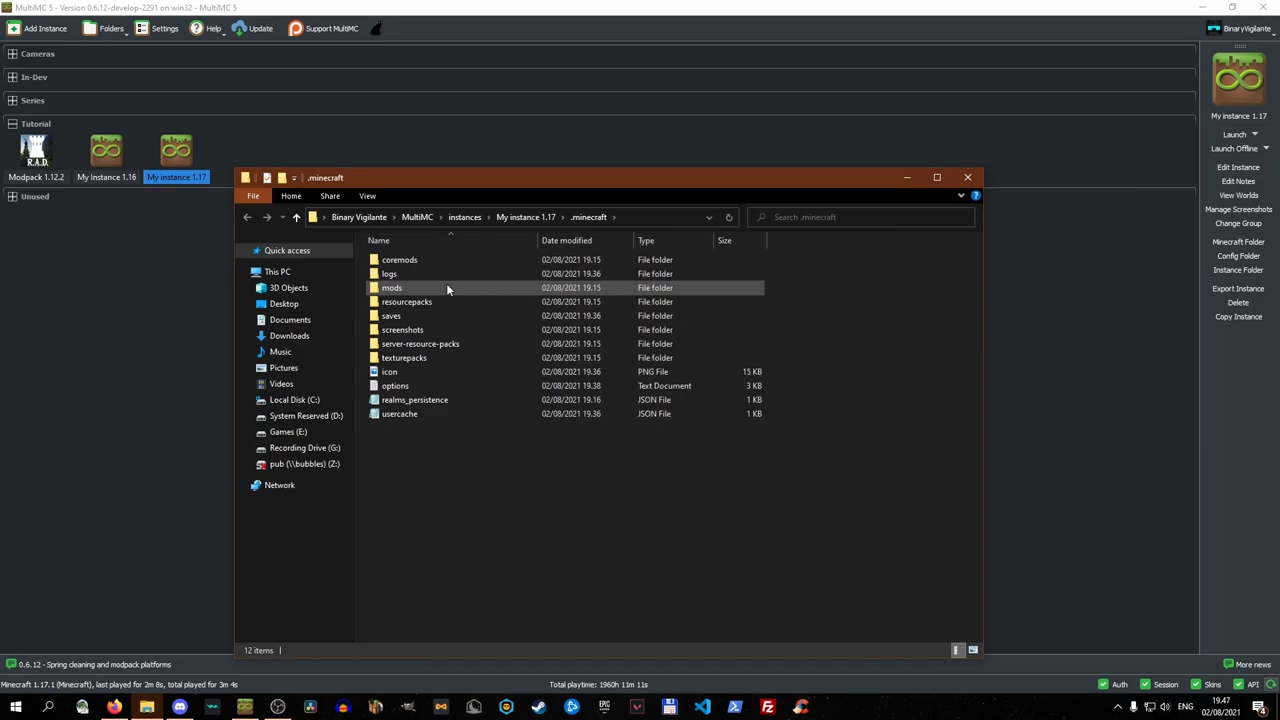 MultiMC 5 - Version 0.6.12-develop-2291 on win32 - MultiMC 5
Add Instance
Folders
Settings
Help
Update
Support MultiMC
BinaryVigilante
Cameras
In-Dev
Series
Tutorial
R.A.D.
Modpack 1.12.2
My Instance 1.16
My instance 1.17
Unused
My instance 1.17
Launch
Launch Offline
Edit Instance
Edit Notes
View Worlds
Manage Screenshots
Change Group
Minecraft Folder
Config Folder
Instance Folder
Export Instance
Delete
Copy Instance
.minecraft
File
Home
Share
View
Binary Vigilante
MultiMC
instances
My instance 1.17
.minecraft
Search .minecraft
Quick access
This PC
3D Objects
Desktop
Documents
Downloads
Music
Pictures
Videos
Local Disk (C:)
System Reserved (D:)
Games (E:)
Recording Drive (G:)
pub (\\bubbles) (Z:)
Network
Name Date modified Type Size
coremods 02/08/2021 19.15 File folder
logs 02/08/2021 19.36 File folder
mods 02/08/2021 19.15 File folder
resourcepacks 02/08/2021 19.15 File folder
saves 02/08/2021 19.36 File folder
screenshots 02/08/2021 19.15 File folder
server-resource-packs 02/08/2021 19.15 File folder
texturepacks 02/08/2021 19.15 File folder
icon 02/08/2021 19.36 PNG File 15 KB
options 02/08/2021 19.38 Text Document 3 KB
realms_persistence 02/08/2021 19.16 JSON File 1 KB
usercache 02/08/2021 19.36 JSON File 1 KB
12 items
0.6.12 - Spring cleaning and modpack platforms
More news
Minecraft 1.17.1 (Minecraft), last played for 2m 8s, total played for 3m 4s
Total playtime: 1960h 11m 11s
Auth
Session
Skins
API
EPIC
ENG
19.47
02/08/2021